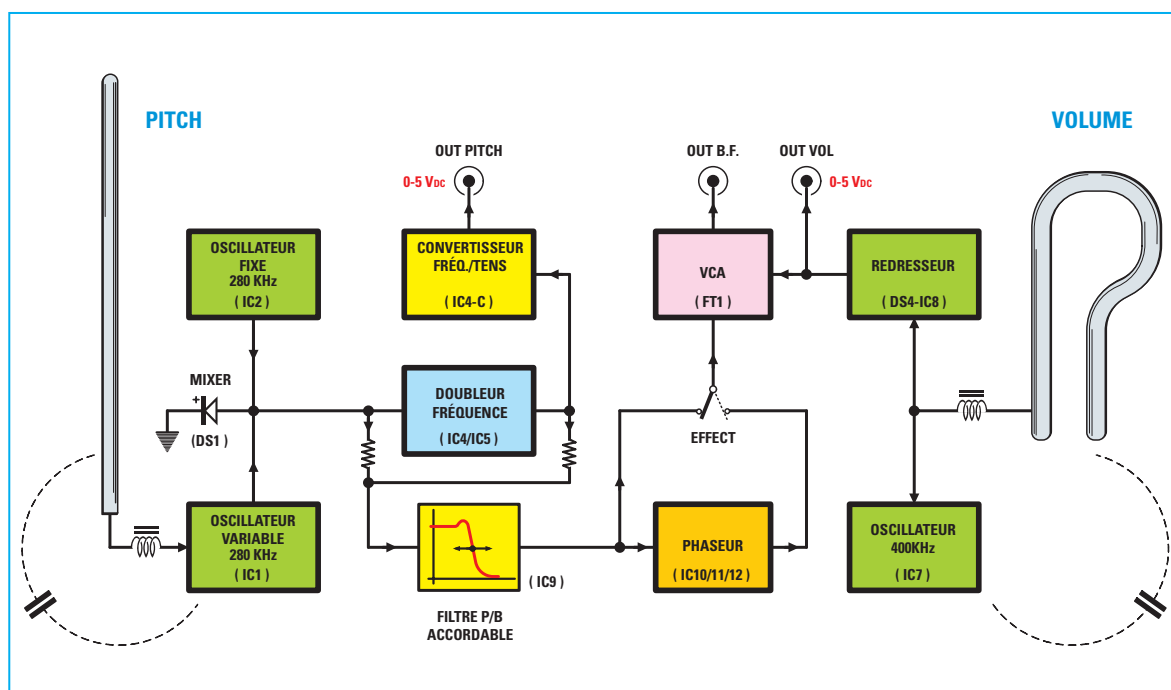 PITCH
VOLUME
OUT PITCH
0-5 VDC
OUT B.F.
OUT VOL
0-5 VDC
OSCILLATEUR
FIXE
280 KHz
( IC2 )
CONVERTISSEUR
FRÉQ./TENS
( IC4-C )
VCA
( FT1 )
REDRESSEUR
( DS4-IC8 )
MIXER
+
(DS1)
DOUBLEUR
FRÉQUENCE
( IC4/IC5 )
EFFECT
OSCILLATEUR
VARIABLE
280 KHz
( IC1 )
( IC9 )
FILTRE P/B
ACCORDABLE
PHASEUR
( IC10/11/12 )
OSCILLATEUR
400KHz
( IC7 )